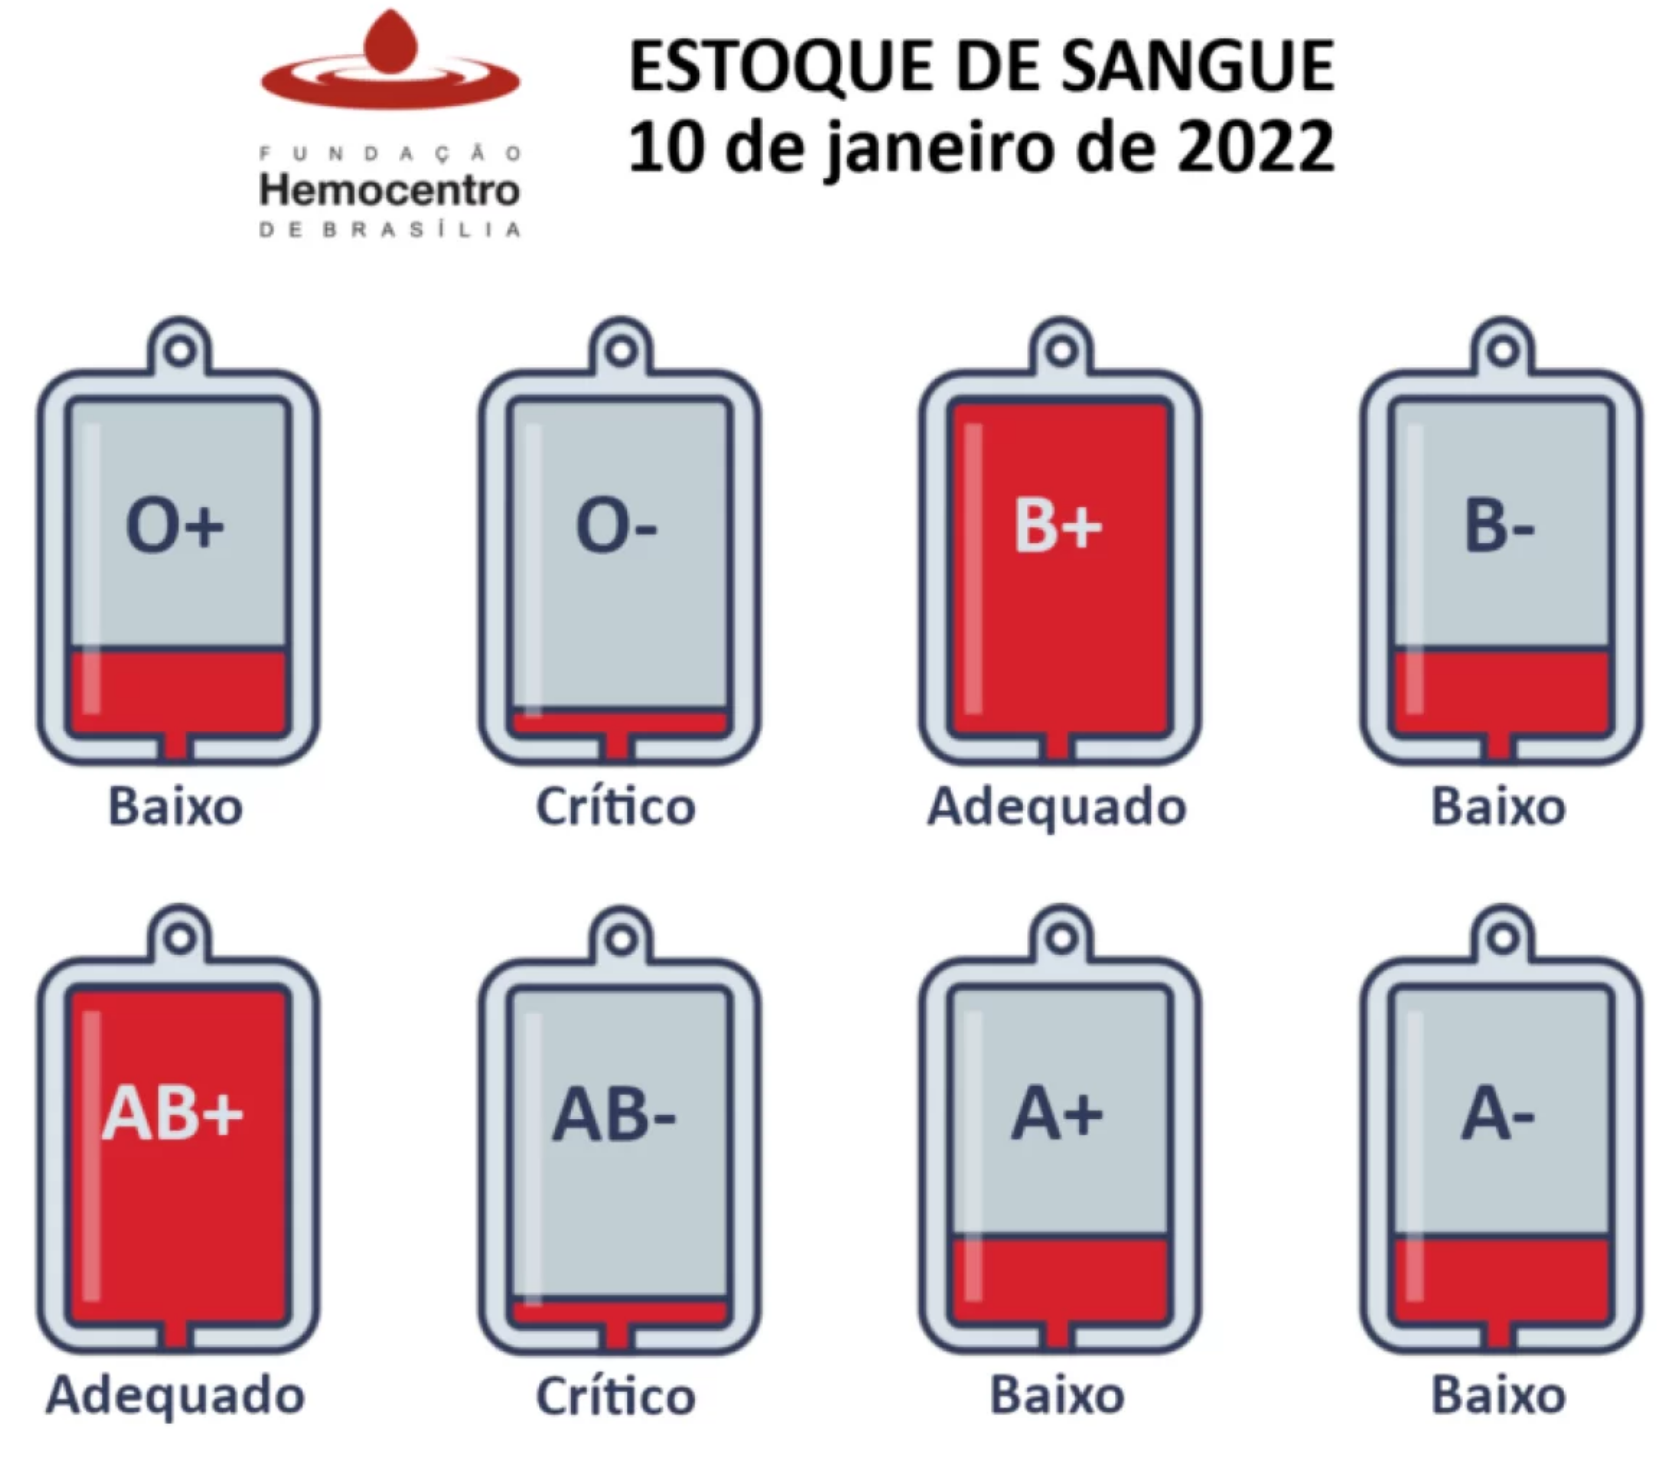 FUNDAÇÃO
Hemocentro
DE BRASÍLIA
ESTOQUE DE SANGUE
10 de janeiro de 2022
O+
O-
B+
B-
Baixo
Crítico
Adequado
Baixo
AB+
AB-
A+
A-
Adequado
Crítico
Baixo
Baixo